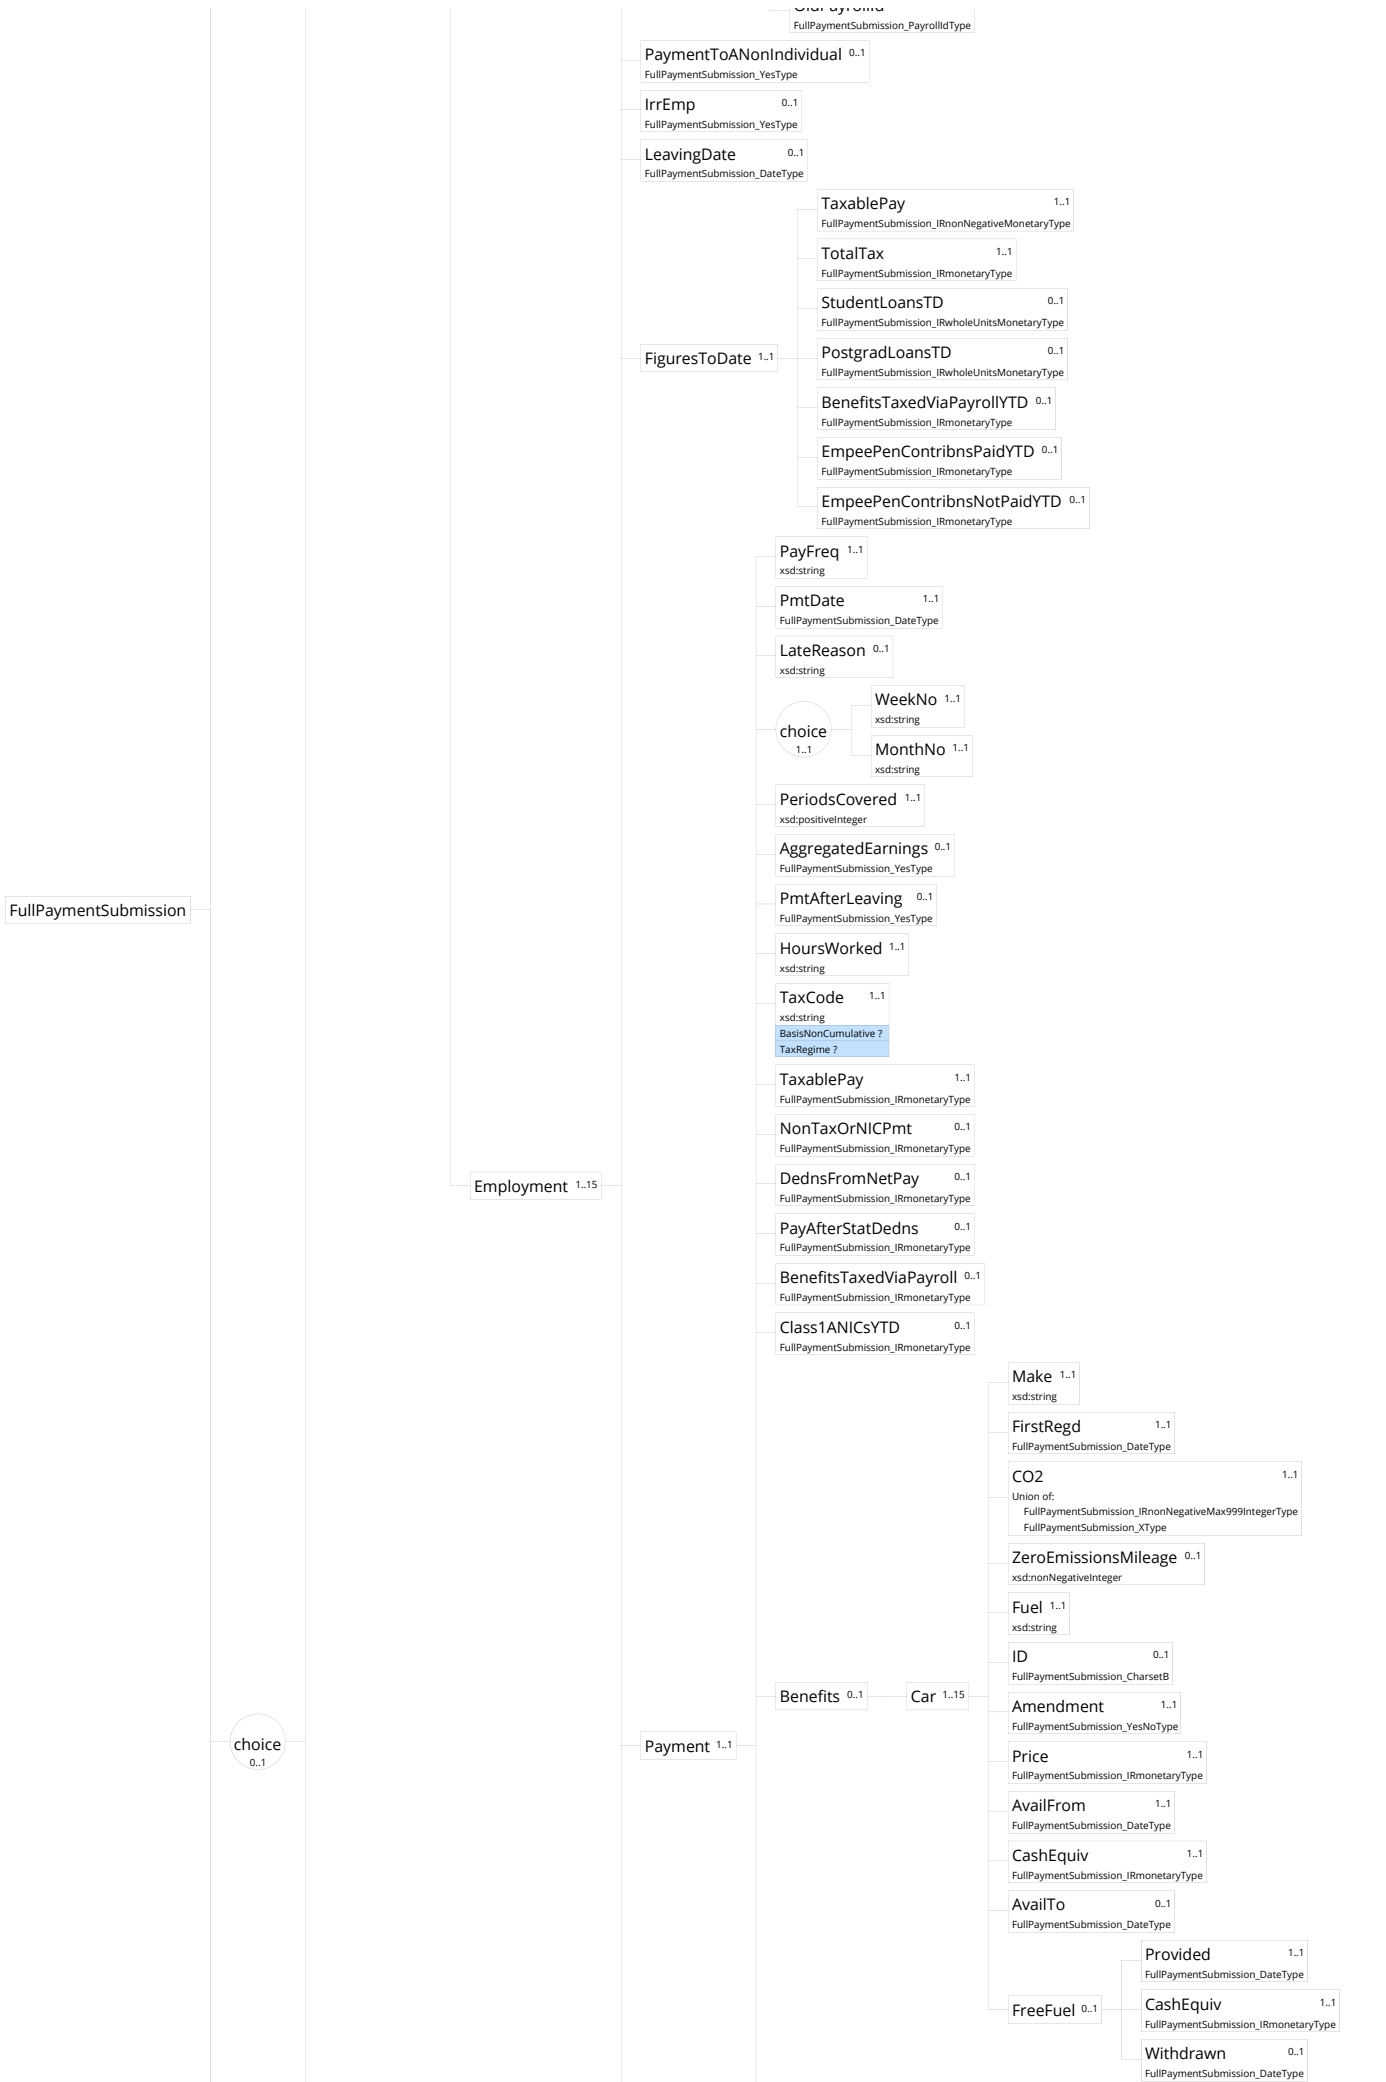 FullPaymentSubmission_PayrollIdType
PaymentToANonIndividual 0..1
FullPaymentSubmission_YesType
IrrEmp 0..1
FullPaymentSubmission_YesType
LeavingDate 0..1
FullPaymentSubmission_DateType
TaxablePay 1..1
FullPaymentSubmission_IRnonNegativeMonetaryType
TotalTax 1..1
FullPaymentSubmission_IRmonetaryType
StudentLoansTD 0..1
FullPaymentSubmission_IRwholeUnitsMonetaryType
FiguresToDate 1..1
PostgradLoansTD 0..1
FullPaymentSubmission_IRwholeUnitsMonetaryType
BenefitsTaxedViaPayrollYTD 0..1
FullPaymentSubmission_IRmonetaryType
EmpeePenContribnsPaidYTD 0..1
FullPaymentSubmission_IRmonetaryType
EmpeePenContribnsNotPaidYTD 0..1
FullPaymentSubmission_IRmonetaryType
PayFreq 1..1
xsd:string
PmtDate 1..1
FullPaymentSubmission_DateType
LateReason 0..1
xsd:string
choice
1..1
WeekNo 1..1
xsd:string
MonthNo 1..1
xsd:string
PeriodsCovered 1..1
xsd:positiveInteger
AggregatedEarnings 0..1
FullPaymentSubmission_YesType
FullPaymentSubmission
PmtAfterLeaving 0..1
FullPaymentSubmission_YesType
HoursWorked 1..1
xsd:string
TaxCode 1..1
xsd:string
BasisNonCumulative ?
TaxRegime ?
TaxablePay 1..1
FullPaymentSubmission_IRmonetaryType
NonTaxOrNICPmt 0..1
FullPaymentSubmission_IRmonetaryType
Employment 1..15
DednsFromNetPay 0..1
FullPaymentSubmission_IRmonetaryType
PayAfterStatDedns 0..1
FullPaymentSubmission_IRmonetaryType
BenefitsTaxedViaPayroll 0..1
FullPaymentSubmission_IRmonetaryType
Class1ANICsYTD 0..1
FullPaymentSubmission_IRmonetaryType
Make 1..1
xsd:string
FirstRegd 1..1
FullPaymentSubmission_DateType
CO2 1..1
Union of:
FullPaymentSubmission_IRnonNegativeMax999IntegerType
FullPaymentSubmission_XType
ZeroEmissionsMileage 0..1
xsd:nonNegativeInteger
Fuel 1..1
xsd:string
ID 0..1
FullPaymentSubmission_CharsetB
Benefits 0..1
Car 1..15
Amendment 1..1
FullPaymentSubmission_YesNoType
choice
0..1
Payment 1..1
Price 1..1
FullPaymentSubmission_IRmonetaryType
AvailFrom 1..1
FullPaymentSubmission_DateType
CashEquiv 1..1
FullPaymentSubmission_IRmonetaryType
AvailTo 0..1
FullPaymentSubmission_DateType
Provided 1..1
FullPaymentSubmission_DateType
FreeFuel 0..1
CashEquiv 1..1
FullPaymentSubmission_IRmonetaryType
Withdrawn 0..1
FullPaymentSubmission_DateType